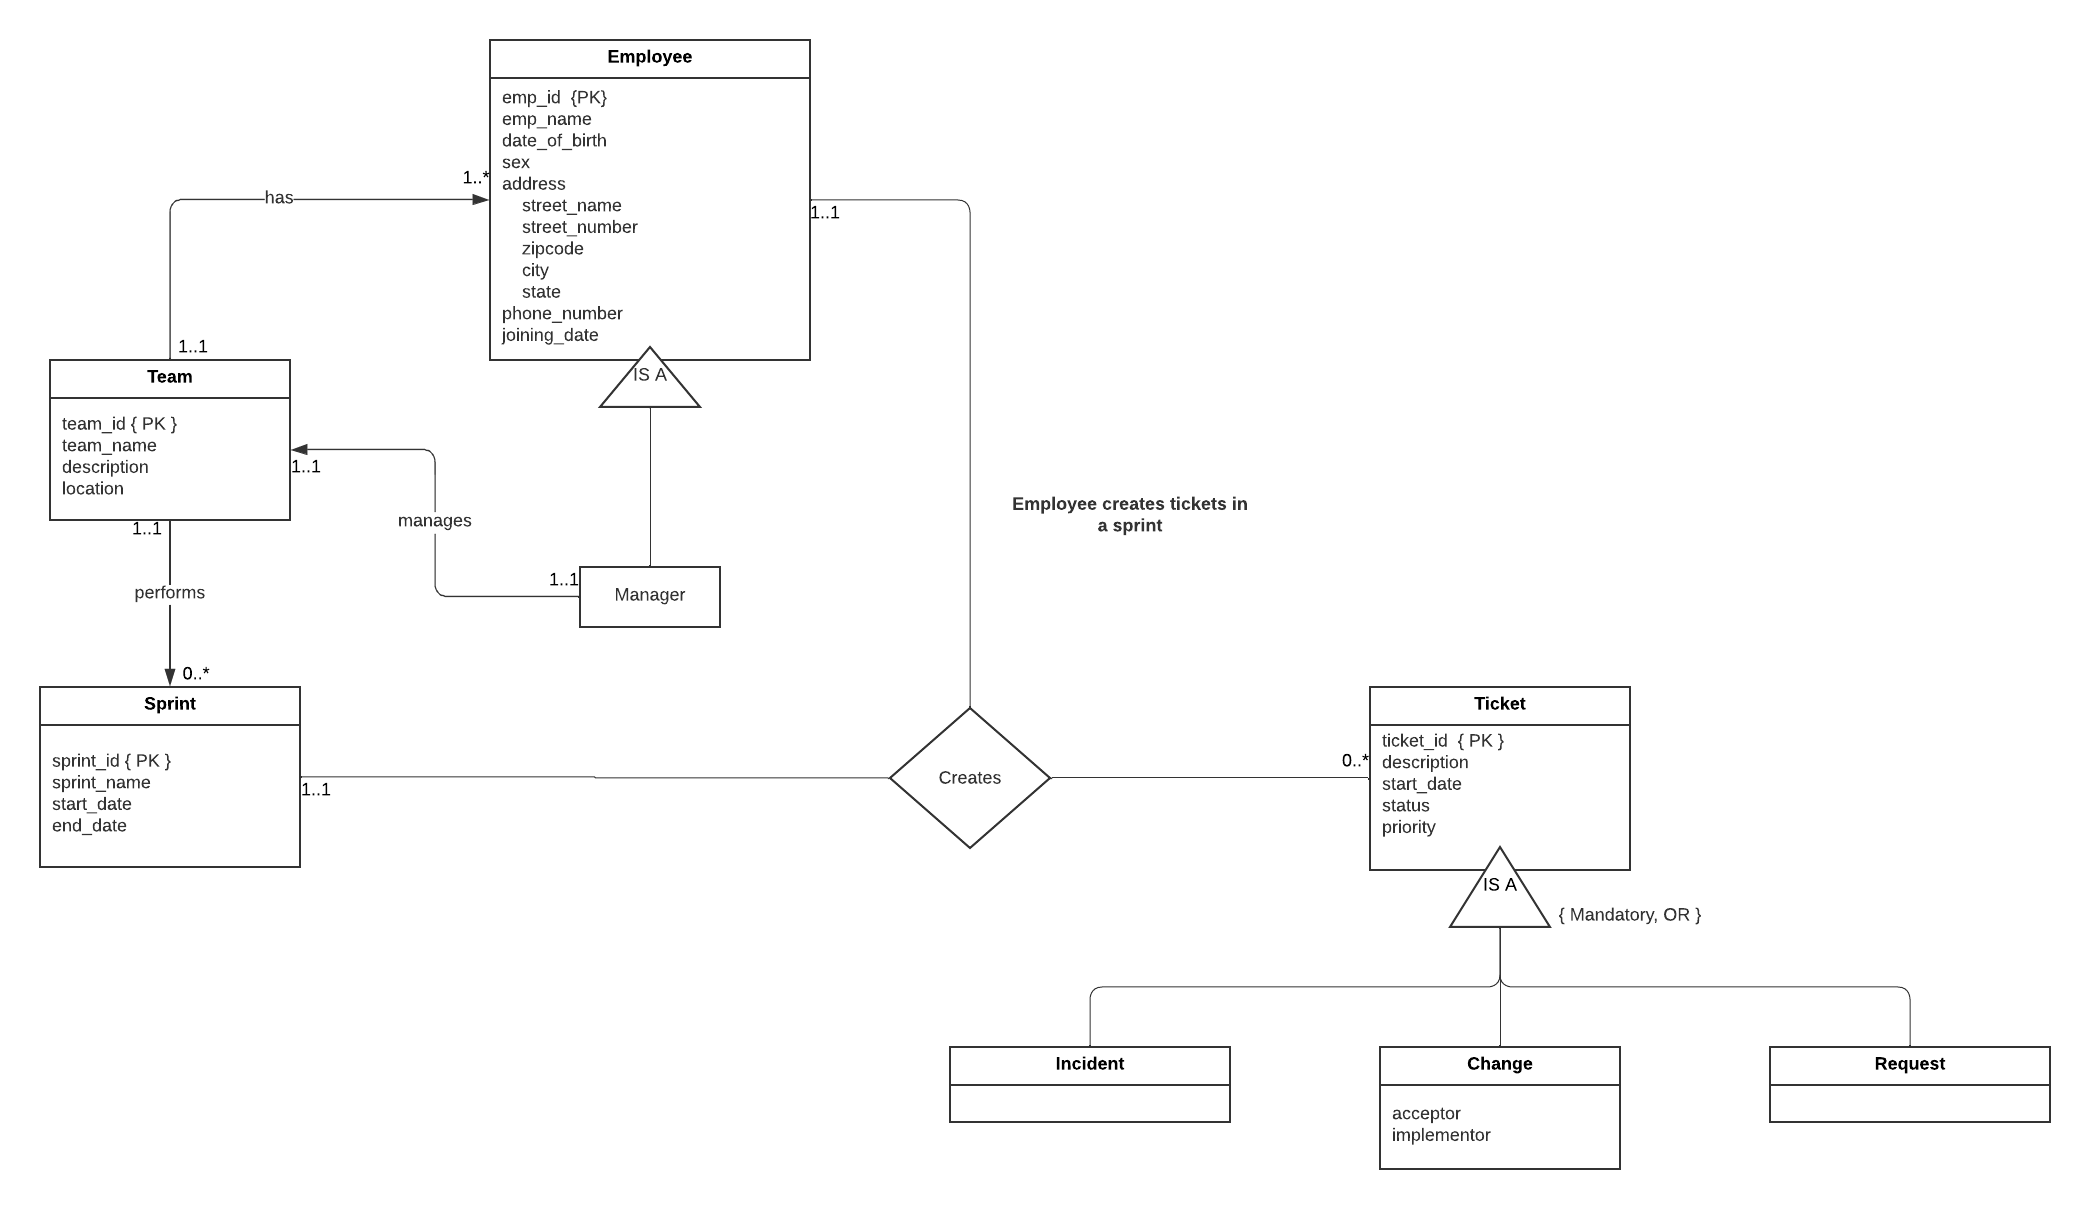 Employee
emp_id  {PK}
emp_name
date_of_birth
sex
address
street_name
street_number
zipcode
city
state
phone_number
joining_date
1..*
has
1..1
1..1
Team
team_id { PK }
team_name
description
location
IS A
1..1
manages
1..1
Manager
1..1
performs
0..*
Employee creates tickets in
a sprint
Sprint
sprint_id { PK }
sprint_name
start_date
end_date
1..1
Creates
0..*
Ticket
ticket_id  { PK }
description
start_date
status
priority
IS A
{ Mandatory, OR }
Incident
Change
acceptor
implementor
Request